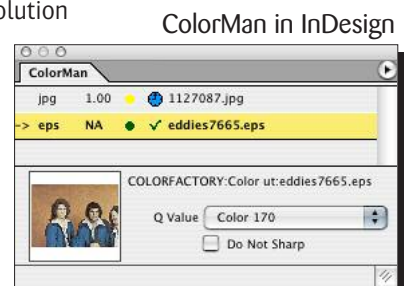 olution
ColorMan in InDesign
ColorMan
jpg 1.00 1127087.jpg
-> eps NA ✓ eddies7665.eps
COLORFACTORY:Color ut:eddies7665.eps
Q Value Color 170
Do Not Sharp